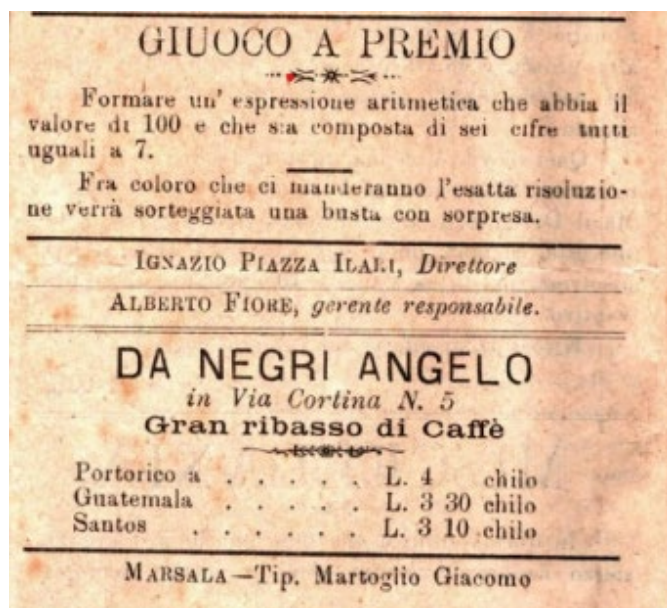 GIUOCO A PREMIO
Formare un' espressione aritmetica che abbia il
valore di 100 e che sia composta di sei cifre tutti
uguali a 7.
Fra coloro che ci manderanno l'esatta risoluzio-
ne verrà sorteggiata una busta con sorpresa.
IGNAZIO PIAZZA ILARI, Direttore
ALBERTO FIORE, gerente responsabile.
DA NEGRI ANGELO
in Via Cortina N. 5
Gran ribasso di Caffè
Portorico a . . . . . L. 4 chilo
Guatemala . . . . . L. 3 30 chilo
Santos . . . . . . L. 3 10 chilo
MARSALA—Tip. Martoglio Giacomo